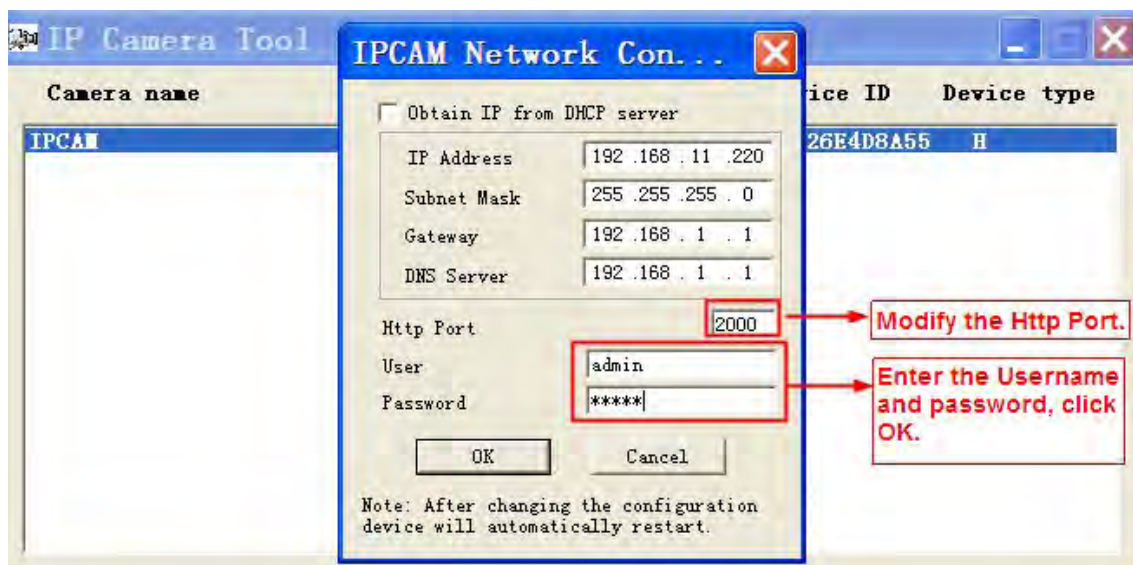 IP Camera Tool
IPCAM Network Con...
Camera name
ice ID
Device type
Obtain IP from DHCP server
IPCAM
26E4D8A55
H
IP Address
192 .168 . 11 .220
Subnet Mask
255 .255 .255 . 0
Gateway
192 .168 . 1 . 1
DNS Server
192 .168 . 1 . 1
Http Port
2000
Modify the Http Port.
User
admin
Password
*****
Enter the Username
and password, click
OK.
OK
Cancel
Note: After changing the configuration
device will automatically restart.